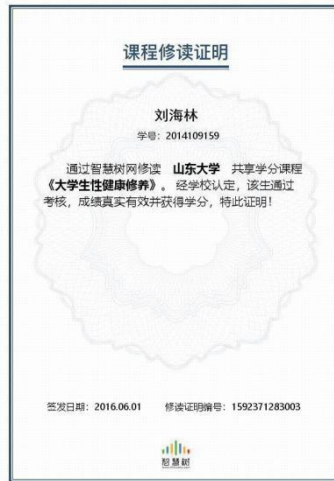 课程修读证明
刘海林
学号：2014109159
通过智慧树网修读 山东大学 共享学分课程
《大学生性健康修养》。经学校认定，该生通过
考核，成绩真实有效并获得学分，特此证明！
签发日期：2016.06.01 修读证明编号：1592371283003
智慧树